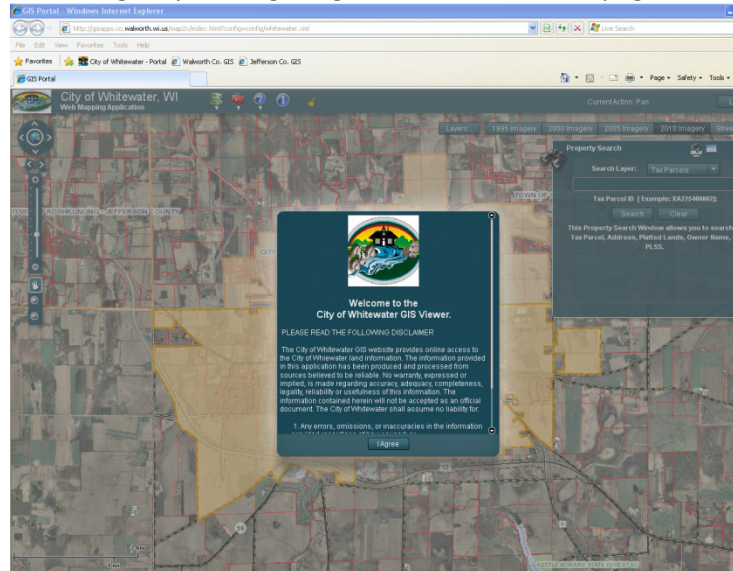 GIS Portal - Windows Internet Explorer
http://gisapps.co.walworth.wi.us/map2s/index.html?config=config/whitewater.xml
Live Search
File Edit View Favorites Tools Help
Favorites City of Whitewater - Portal Walworth Co. GIS Jefferson Co. GIS
GIS Portal
Page Safety Tools
City of Whitewater, WI
Web Mapping Application
CurrentAction: Pan
Layers... 1995 Imagery 2000 Imagery 2005 Imagery 2010 Imagery
Property Search
Search Layer: Tax Parcels
Tax Parcel ID [ Example: XA225400002]:
Search Clear
This Property Search Window allows you to search
Tax Parcel, Address, Platted Lands, Owner Name,
PLSS.
KOSHKONONG, JEFFERSON COUNTY
Welcome to the
City of Whitewater GIS Viewer.
PLEASE READ THE FOLLOWING DISCLAIMER
The City of Whitewater GIS website provides online access to
the City of Whiewater land information. The information provided
in this application has been produced and processed from
sources believed to be reliable. No warranty, expressed or
implied, is made regarding accuracy, adequacy, completeness,
legality, reliability or usefulness of this information. The
information contained herein will not be accepted as an official
document. The City of Whitewater shall assume no liability for:
1. Any errors, omissions, or inaccuracies in the information
I Agree
KETTLE MORAINE STATE FOREST